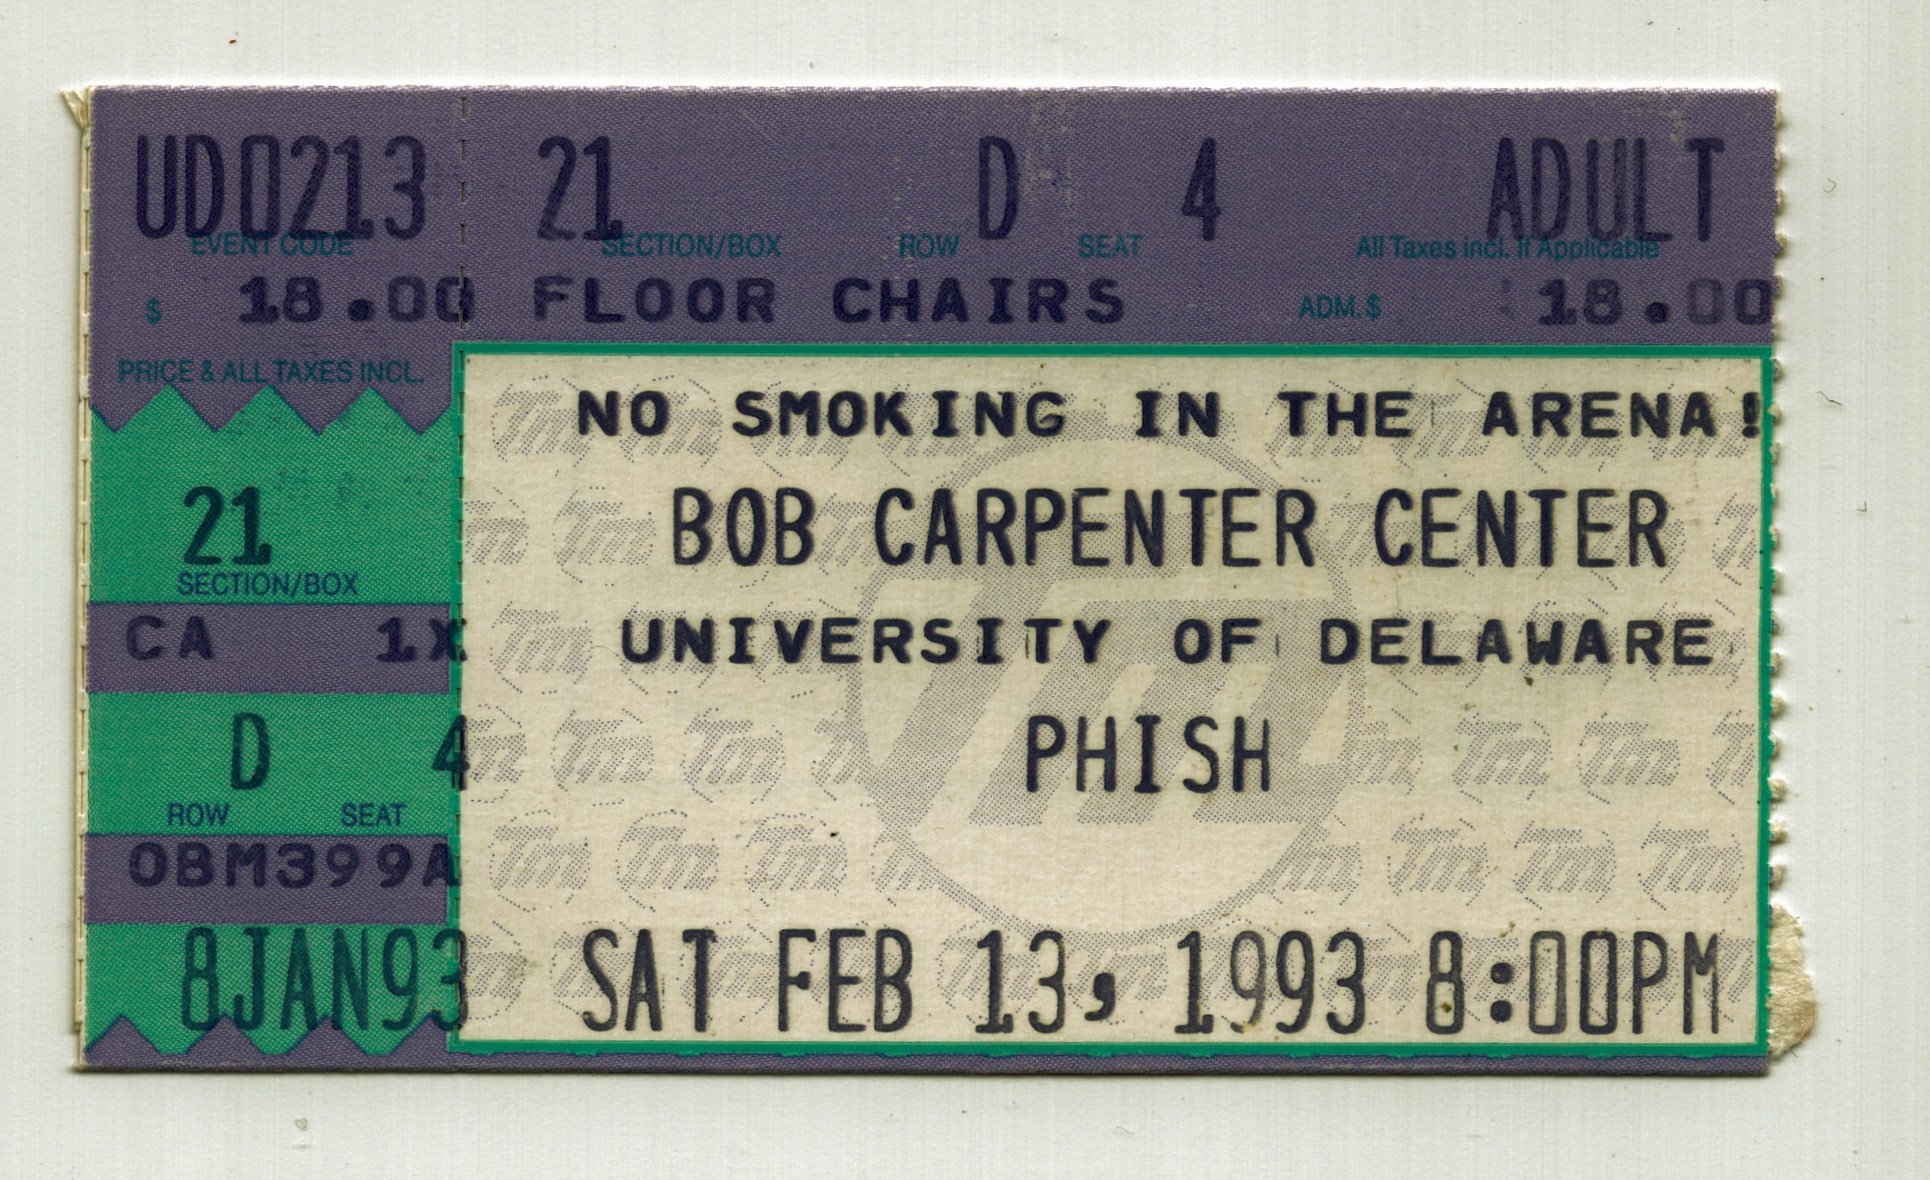 UD0213 21 D 4 ADULT
EVENT CODE SECTION/BOX ROW SEAT All Taxes incl. If Applicable
$ 18.00 FLOOR CHAIRS ADM. $ 18.00
PRICE & ALL TAXES INCL.
NO SMOKING IN THE ARENA!
21 BOB CARPENTER CENTER
SECTION/BOX
CA 1X UNIVERSITY OF DELAWARE
D 4 PHISH
ROW SEAT
OBM399A
8JAN93 SAT FEB 13, 1993 8:00PM